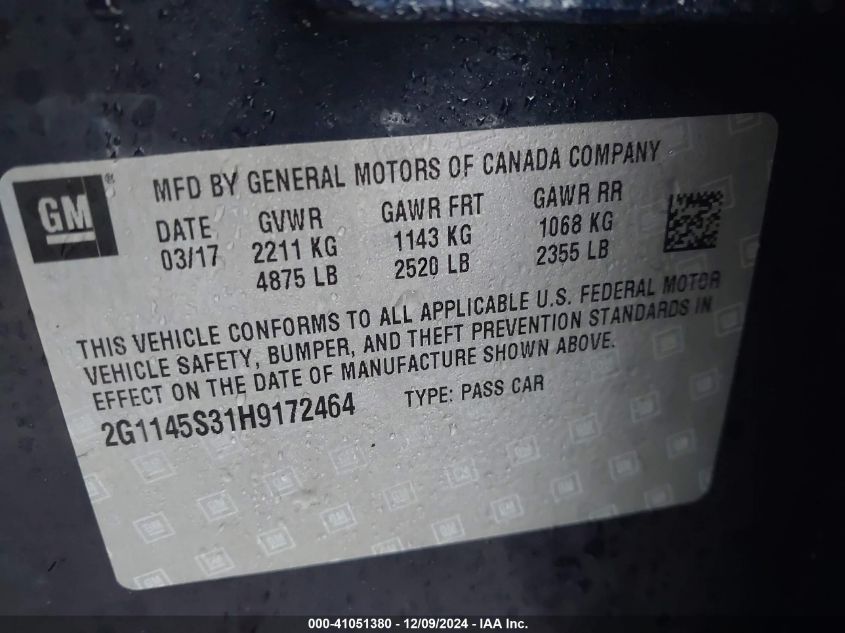 MFD BY GENERAL MOTORS OF CANADA COMPANY
GM®
DATE GVWR GAWR FRT GAWR RR
03/17 2211 KG 1143 KG 1068 KG
4875 LB 2520 LB 2355 LB
THIS VEHICLE CONFORMS TO ALL APPLICABLE U.S. FEDERAL MOTOR
VEHICLE SAFETY, BUMPER, AND THEFT PREVENTION STANDARDS IN
EFFECT ON THE DATE OF MANUFACTURE SHOWN ABOVE.
2G1145S31H9172464 TYPE: PASS CAR
000-41051380 - 12/09/2024 - IAA Inc.